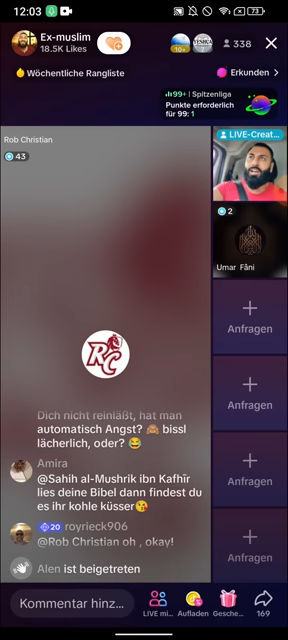 12:03
73
Ex-muslim
18.5K Likes
10+
YESHUA
7
338
Wöchentliche Rangliste
Erkunden
99+ | Spitzenliga
Punkte erforderlich
für 99: 1
Rob Christian
43
LIVE-Creat...
2
Umar Fâni
Anfragen
Anfragen
Anfragen
Anfragen
RC
Dich nicht reinläßt, hat man
automatisch Angst? 🙈 bissl
lächerlich, oder? 😂
Amira
@Sahih al-Mushrik ibn Kafhīr
lies deine Bibel dann findest du
es ihr kohle küsser😘
20 royrieck906
@Rob Christian oh , okay!
Alen ist beigetreten
Kommentar hinz...
LIVE mi...
Aufladen
Gesche...
169